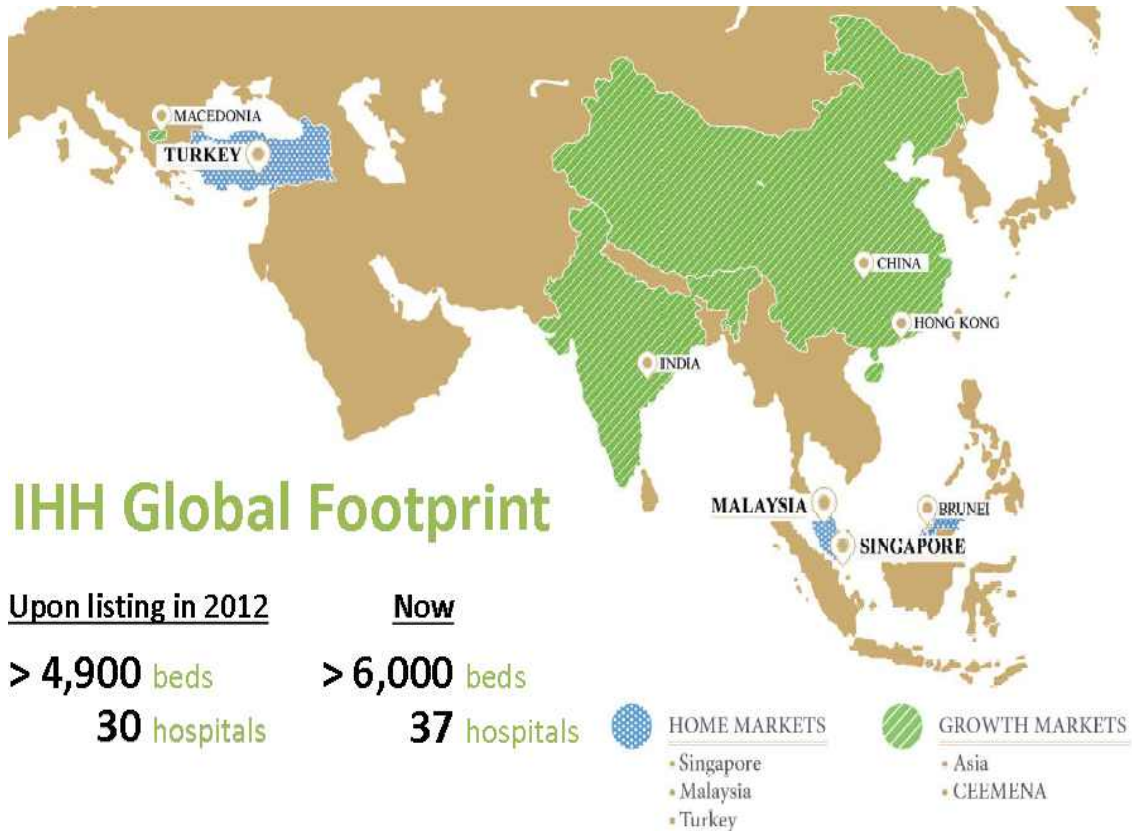 MACEDONIA
TURKEY
CHINA
HONG KONG
INDIA
MALAYSIA
BRUNEI
SINGAPORE
IHH Global Footprint
Upon listing in 2012 Now
> 4,900 beds > 6,000 beds
30 hospitals 37 hospitals
HOME MARKETS
• Singapore
• Malaysia
• Turkey
GROWTH MARKETS
• Asia
• CEEMENA